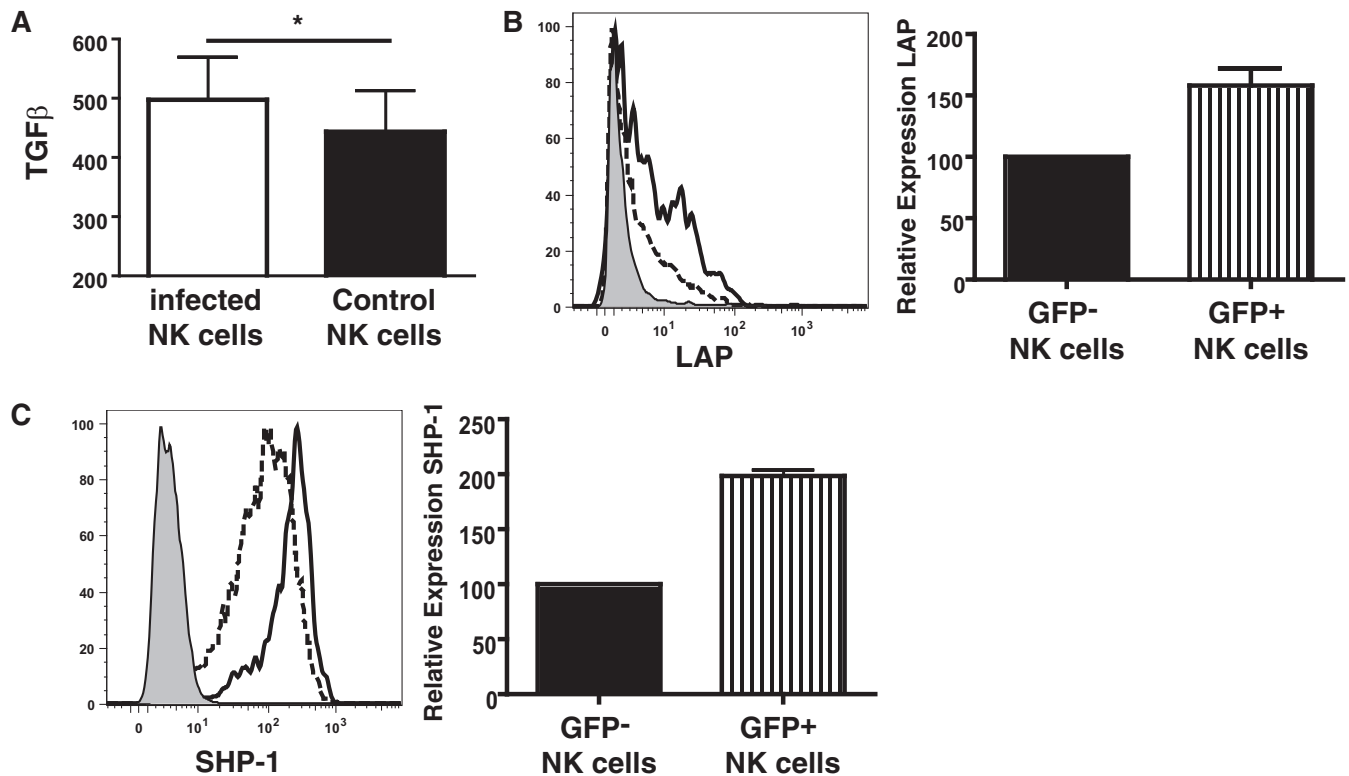 A
TGFβ
600
500
400
300
200
*
infected
NK cells
Control
NK cells
B
100
80
60
40
20
0
0 10¹ 10² 10³
LAP
Relative Expression LAP
200
150
100
50
0
GFP-
NK cells
GFP+
NK cells
C
100
80
60
40
20
0
0 10¹ 10² 10³
SHP-1
Relative Expression SHP-1
250
200
150
100
50
0
GFP-
NK cells
GFP+
NK cells